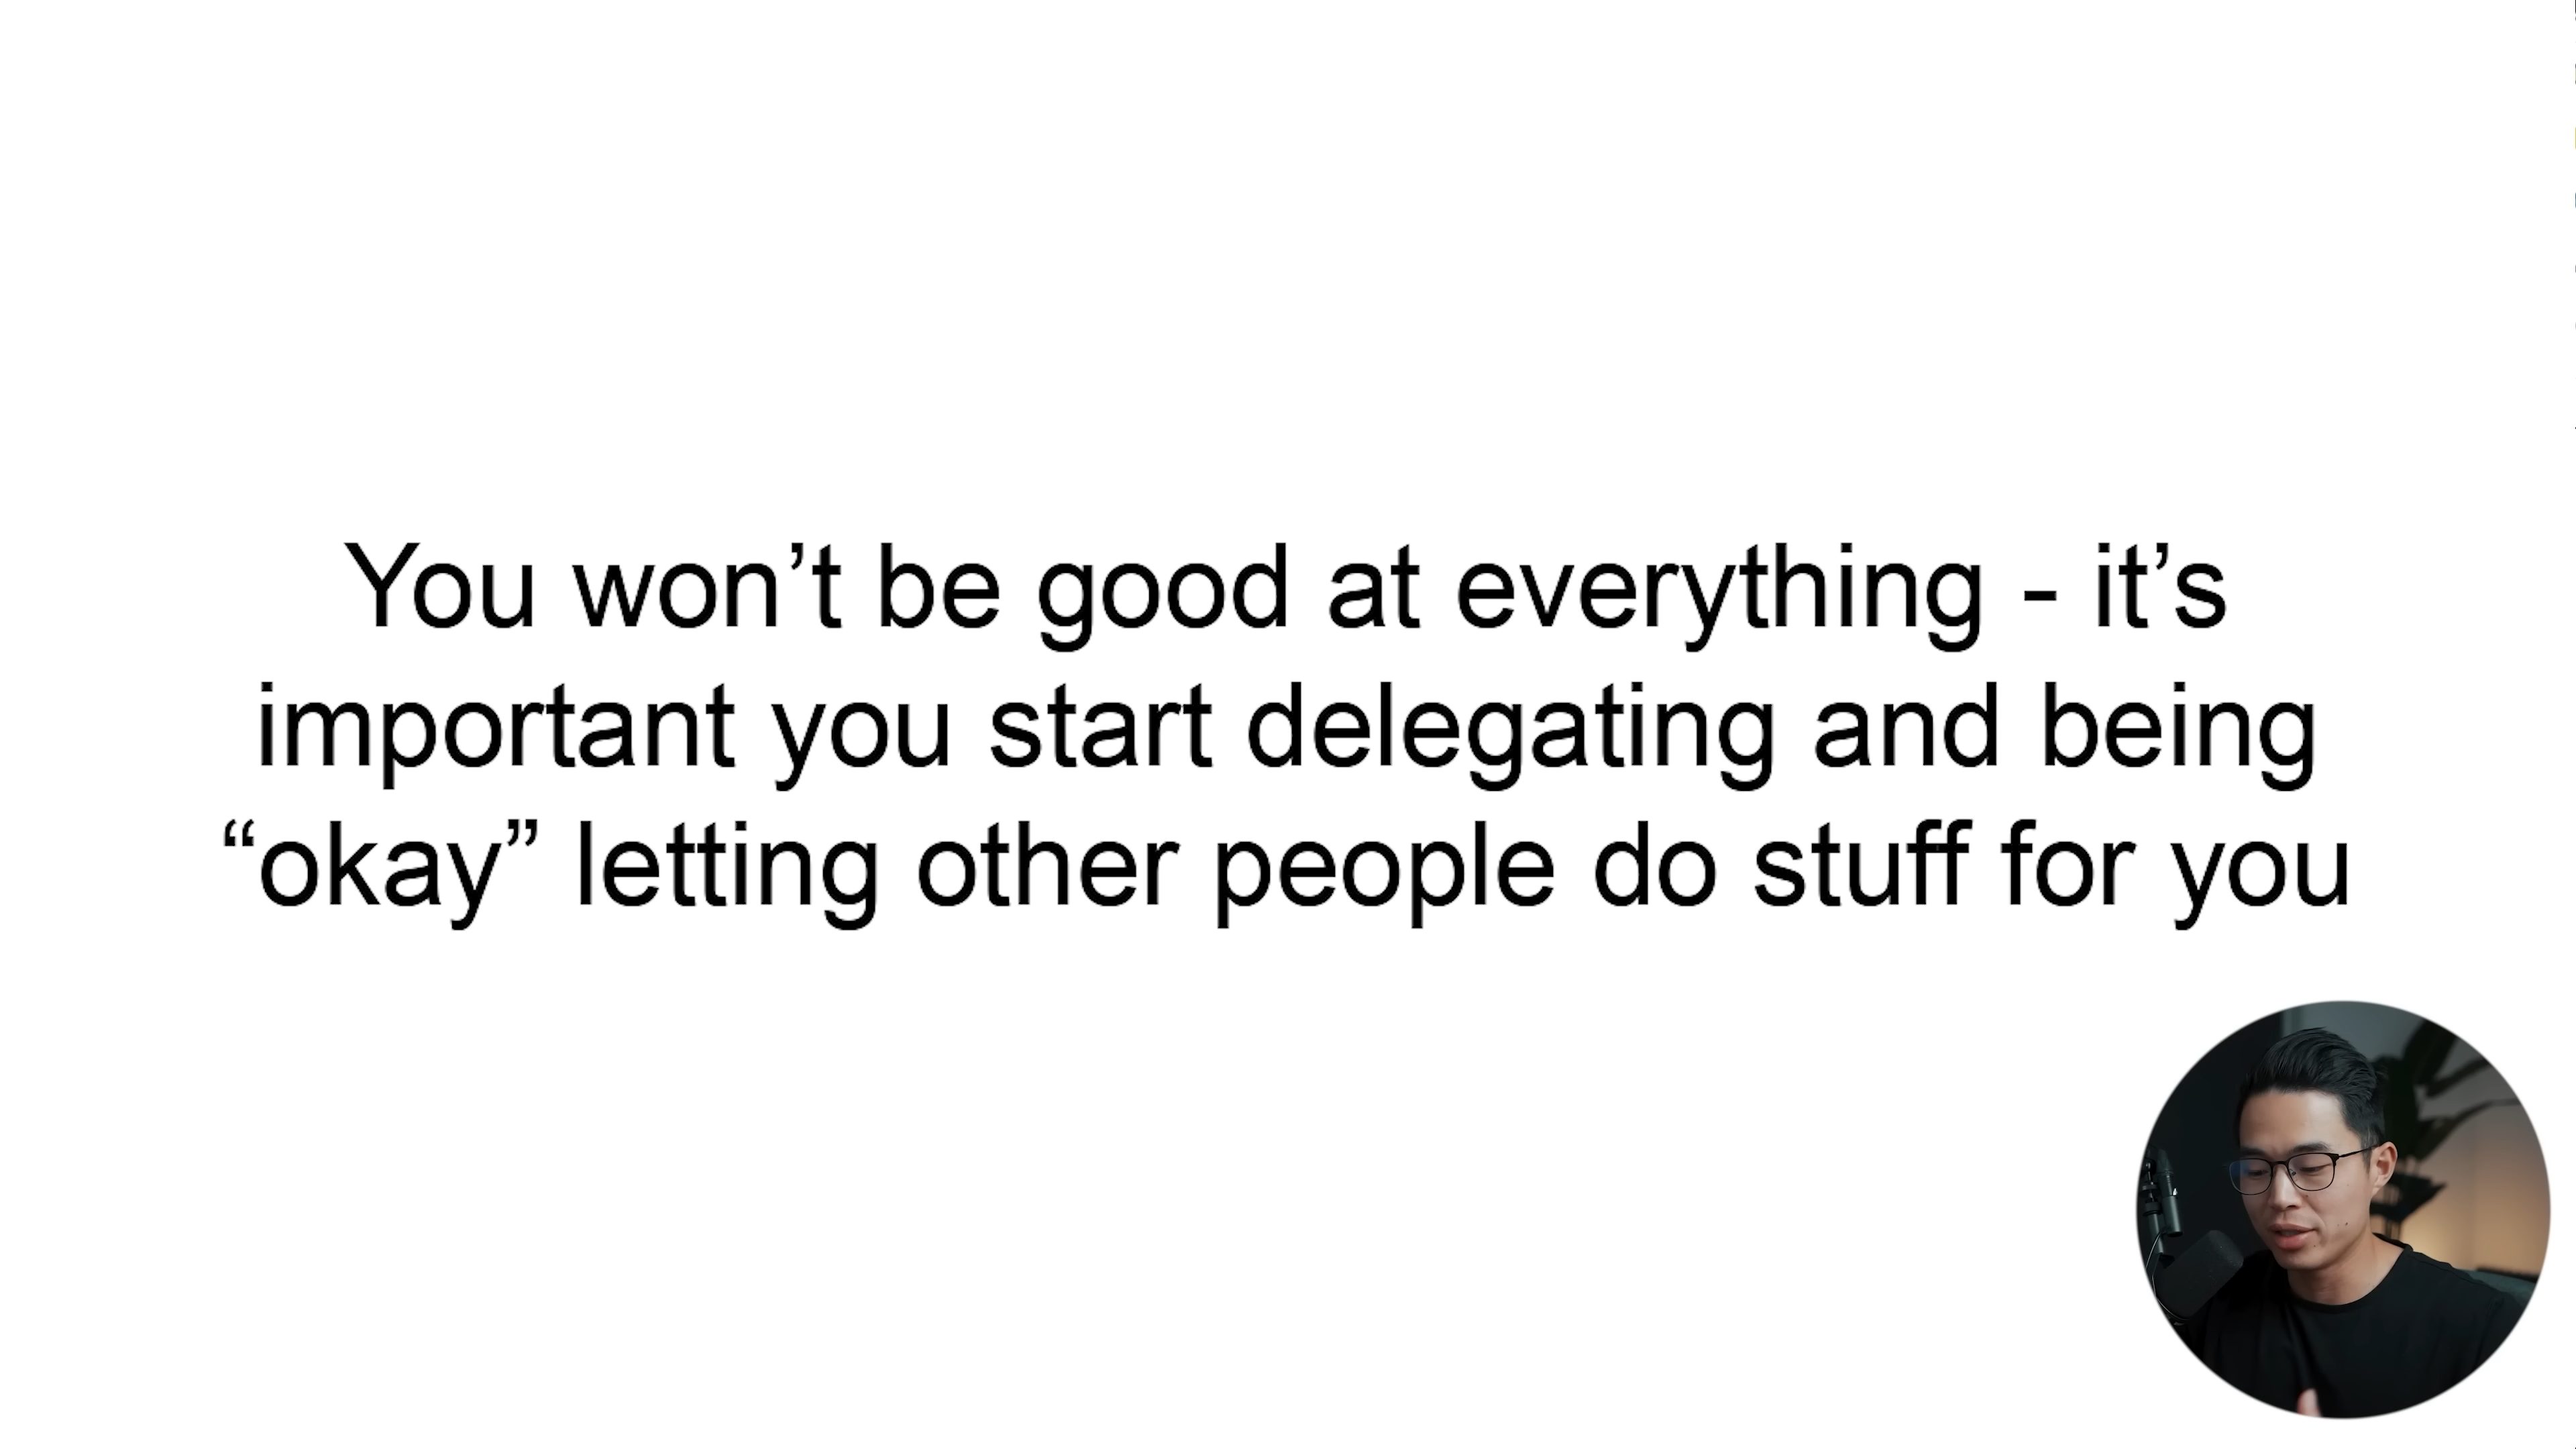 You won’t be good at everything - it’s
important you start delegating and being
“okay” letting other people do stuff for you